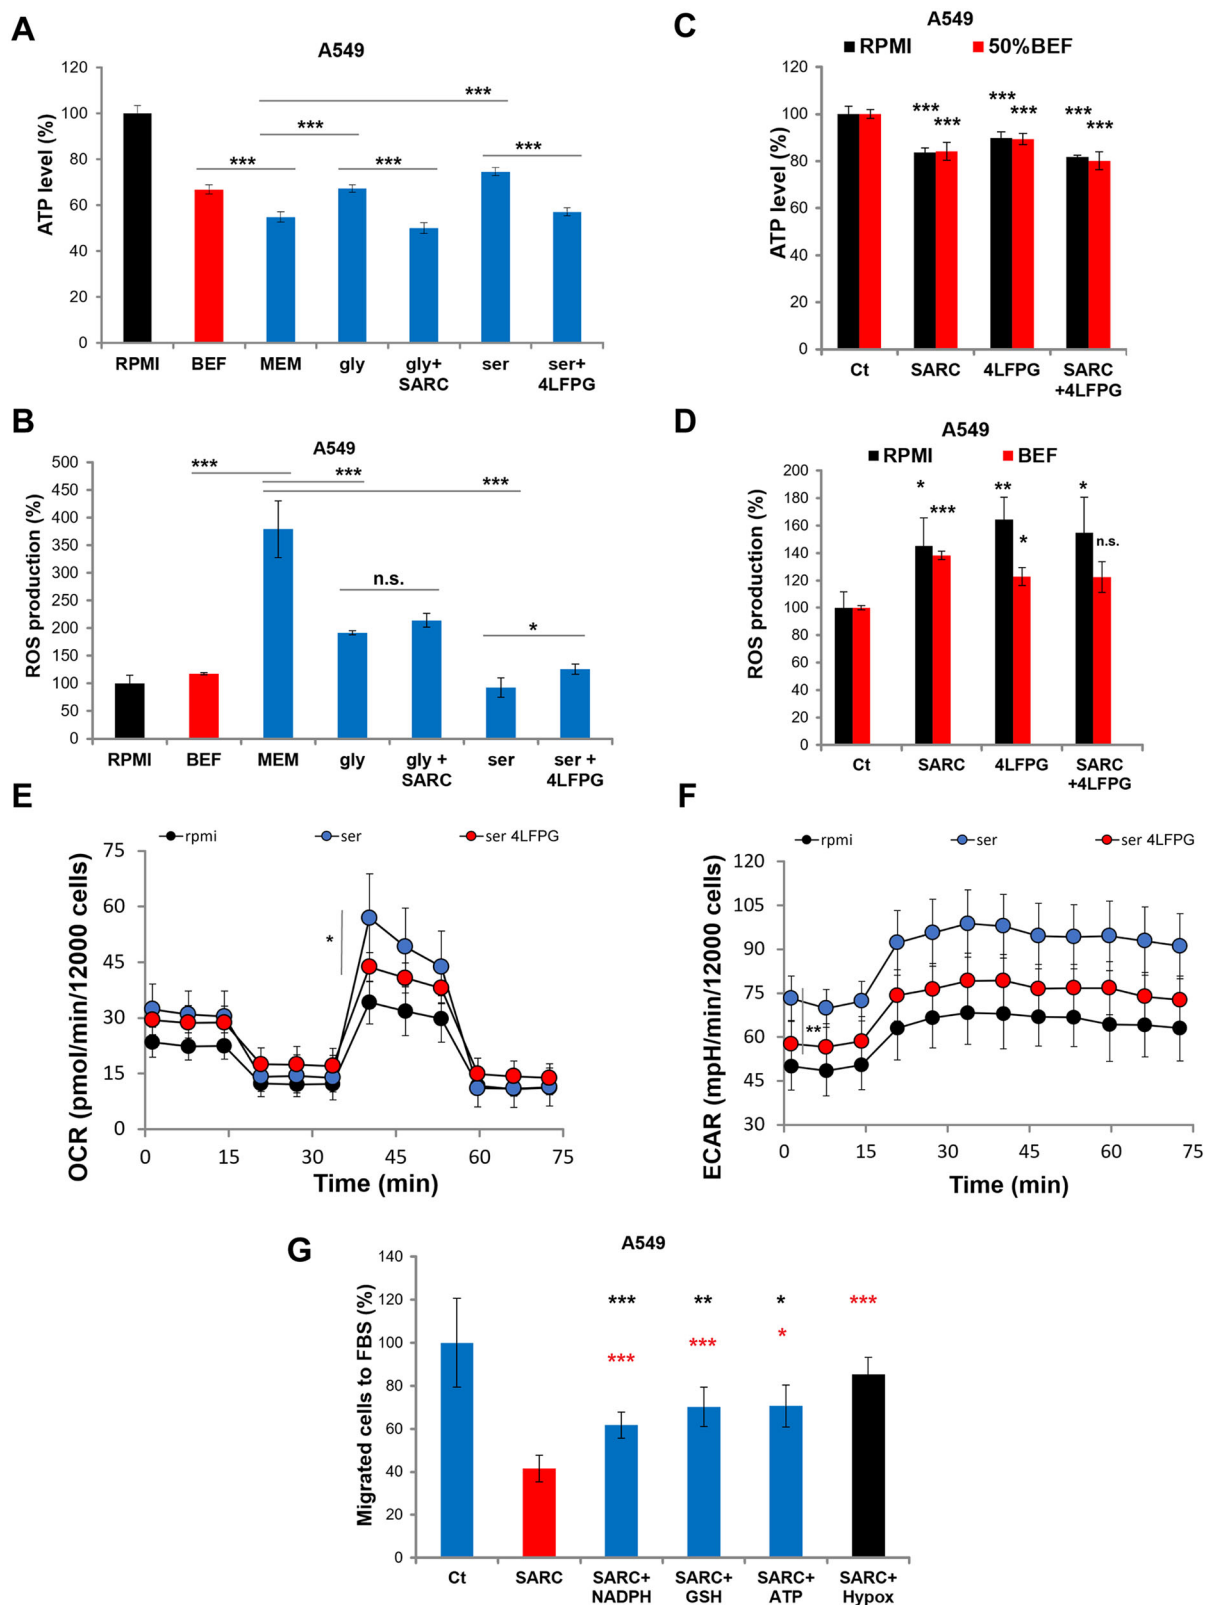 A
A549
ATP level (%)
120
100
80
60
40
20
0
***
***
***
***
***
RPMI BEF MEM gly gly+ ser ser+
SARC 4LFPG
C
A549
RPMI 50%BEF
ATP level (%)
120
100
80
60
40
20
0
*** *** ***
*** *** ***
Ct SARC 4LFPG SARC
+4LFPG
B
A549
ROS production (%)
500
450
400
350
300
250
200
150
100
50
0
***
***
***
n.s.
*
RPMI BEF MEM gly gly + ser ser +
SARC 4LFPG
D
A549
RPMI BEF
ROS production (%)
200
180
160
140
120
100
80
60
40
20
0
* ** *
*** * n.s.
Ct SARC 4LFPG SARC
+4LFPG
E
rpmi ser ser 4LFPG
OCR (pmol/min/12000 cells)
75
60
45
30
15
0
*
0 15 30 45 60 75
Time (min)
F
rpmi ser ser 4LFPG
ECAR (mpH/min/12000 cells)
120
105
90
75
60
45
30
**
0 15 30 45 60 75
Time (min)
G
A549
Migrated cells to FBS (%)
140
120
100
80
60
40
20
0
*** ** * ***
*** *** *
Ct SARC SARC+ SARC+ SARC+ SARC+
NADPH GSH ATP Hypox